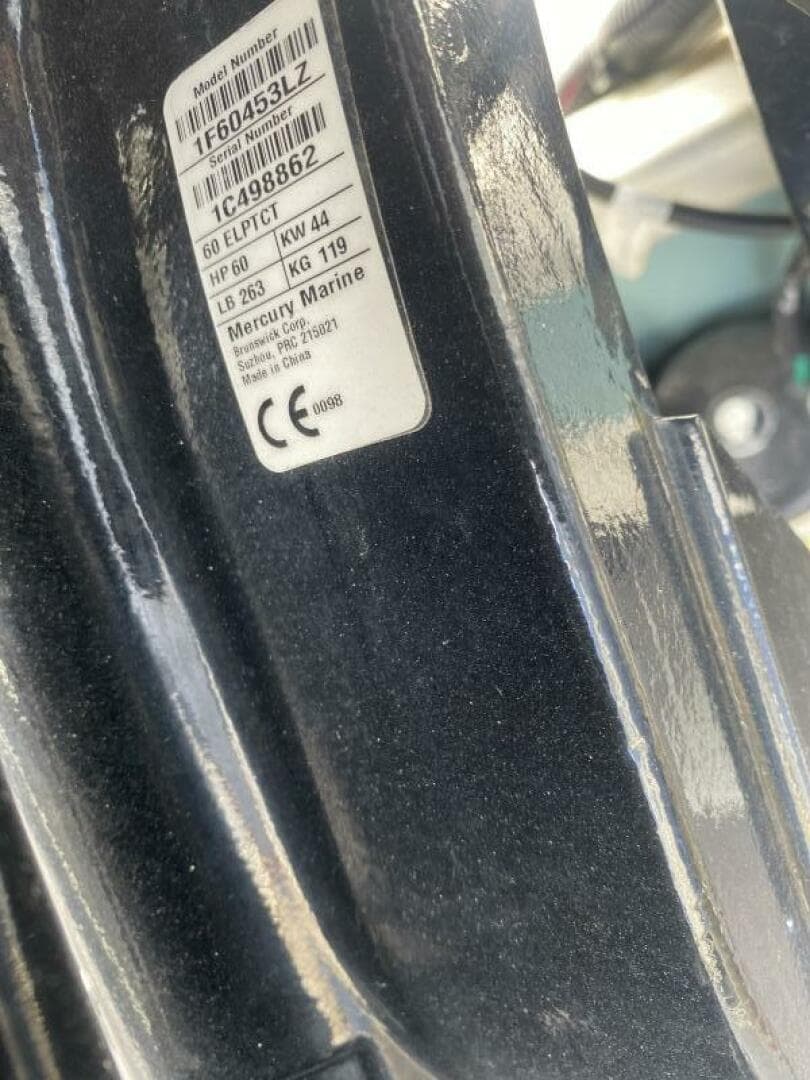 Model Number
1F60453LZ
Serial Number
1C498862
60 ELPTCT
HP 60 KW 44
LB 263 KG 119
Mercury Marine
Brunswick Corp.
Suzhou, PRC 215021
Made in China
CE 0098